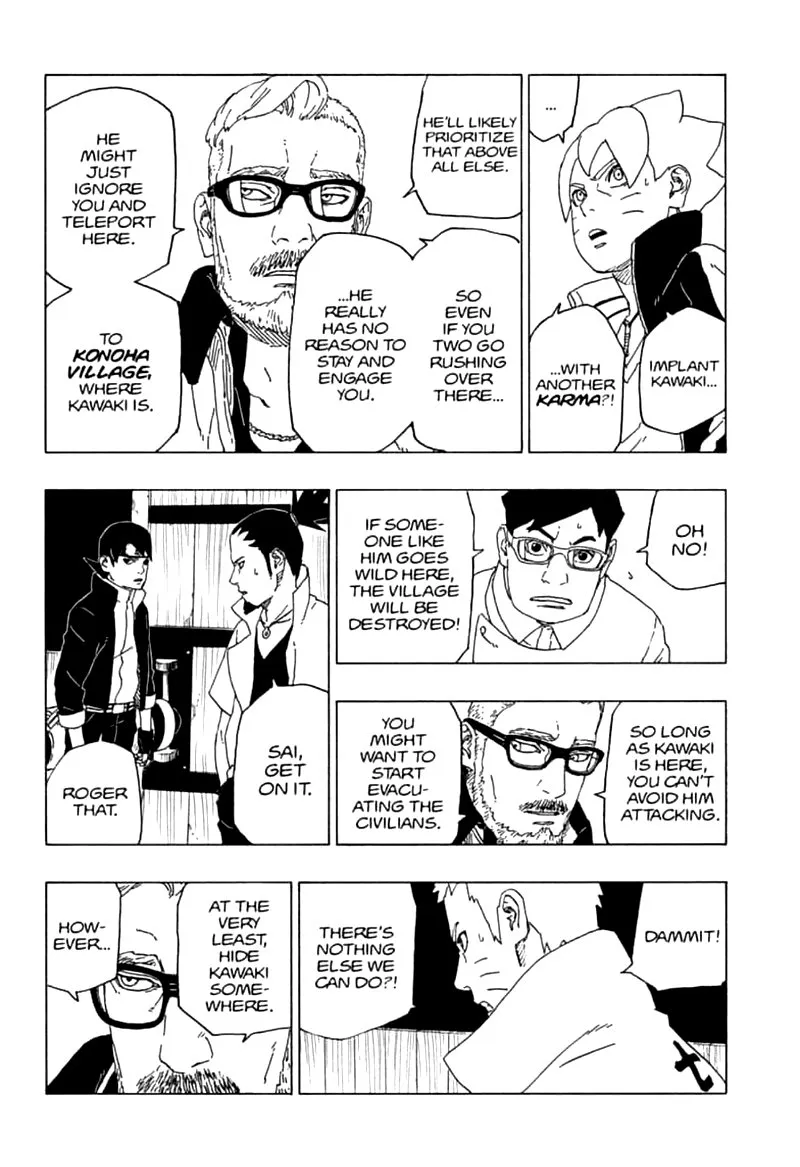 ...
IMPLANT
KAWAKI...
...WITH
ANOTHER
KARMA?!
HE'LL LIKELY
PRIORITIZE
THAT ABOVE
ALL ELSE.
SO
EVEN
IF YOU
TWO GO
RUSHING
OVER
THERE...
...HE
REALLY
HAS NO
REASON TO
STAY AND
ENGAGE
YOU.
HE
MIGHT
JUST
IGNORE
YOU AND
TELEPORT
HERE.
TO
KONOHA
VILLAGE,
WHERE
KAWAKI IS.
OH
NO!
IF SOME-
ONE LIKE
HIM GOES
WILD HERE,
THE VILLAGE
WILL BE
DESTROYED!
SO LONG
AS KAWAKI
IS HERE,
YOU CAN'T
AVOID HIM
ATTACKING.
YOU
MIGHT
WANT TO
START
EVACU-
ATING THE
CIVILIANS.
SAI,
GET
ON IT.
ROGER
THAT.
DAMMIT!
THERE'S
NOTHING
ELSE WE
CAN DO?!
AT THE
VERY
LEAST,
HIDE
KAWAKI
SOME-
WHERE.
HOW-
EVER...